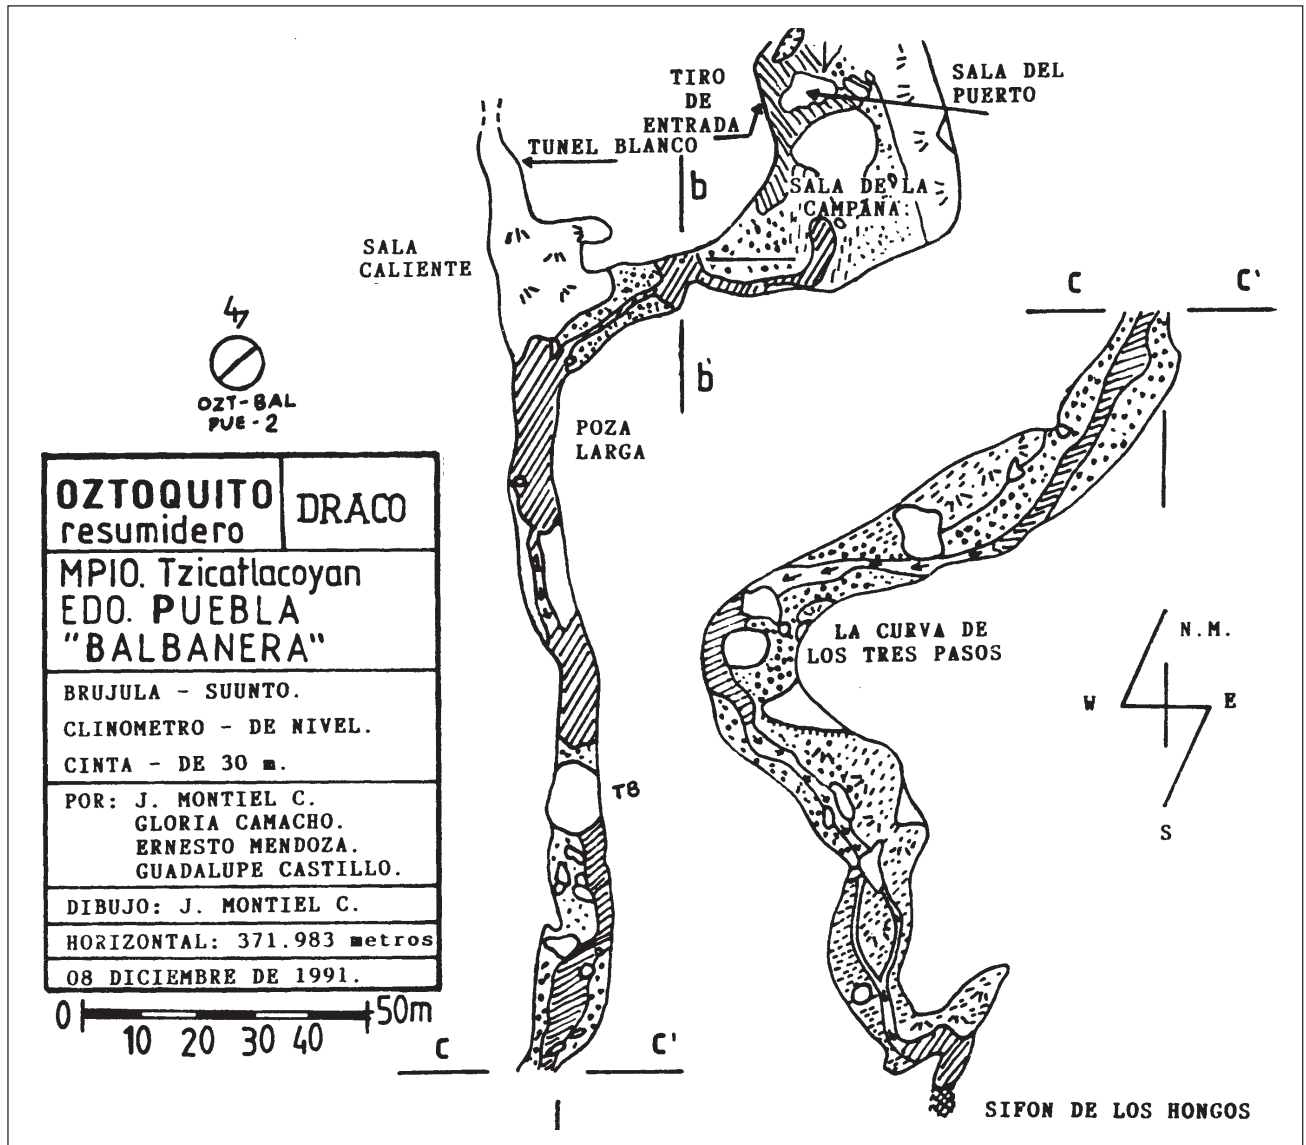 TIRO
DE
ENTRADA
SALA DEL
PUERTO
TUNEL BLANCO
b
SALA DE LA
CAMPANA
SALA
CALIENTE
C
C'
b'
OZT-BAL
PUE-2
POZA
LARGA
OZTOQUITO
resumidero
DRACO
MPIO. Tzicatlacoyan
EDO. PUEBLA
"BALBANERA"
BRUJULA - SUUNTO.
CLINOMETRO - DE NIVEL.
CINTA - DE 30 m.
POR: J. MONTIEL C.
GLORIA CAMACHO.
ERNESTO MENDOZA.
GUADALUPE CASTILLO.
DIBUJO: J. MONTIEL C.
HORIZONTAL: 371.983 metros
08 DICIEMBRE DE 1991.
0 50m
10 20 30 40
TB
C
C'
LA CURVA DE
LOS TRES PASOS
N.M.
W
E
S
SIFON DE LOS HONGOS